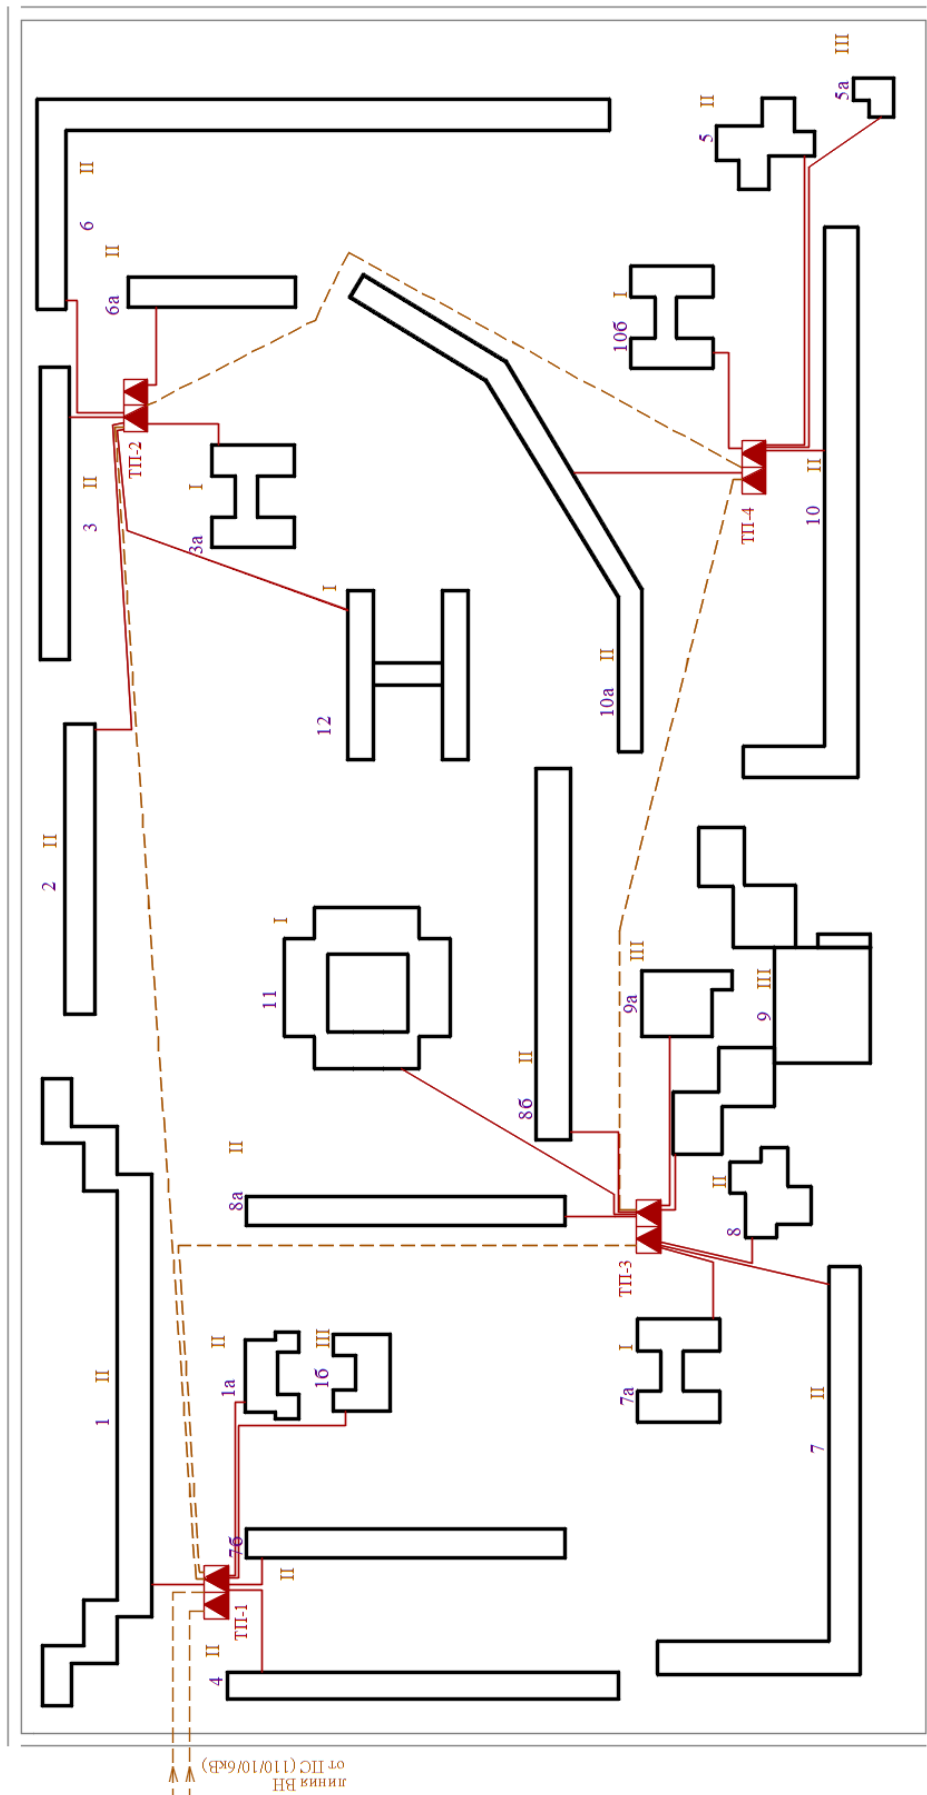 III
5а
II
5
II
6
II
6а
I
10б
ТП-2
II
3
I
3а
ТП-4
II
10
I
12
II
10а
II
2
I
11
III
9а
III
9
II
8б
II
8а
II
8
ТП-3
II
1
II
1а
III
1б
I
7а
II
7
7б
II
ТП-1
II
4
линия ВН
от ПС (110/10/6кВ)